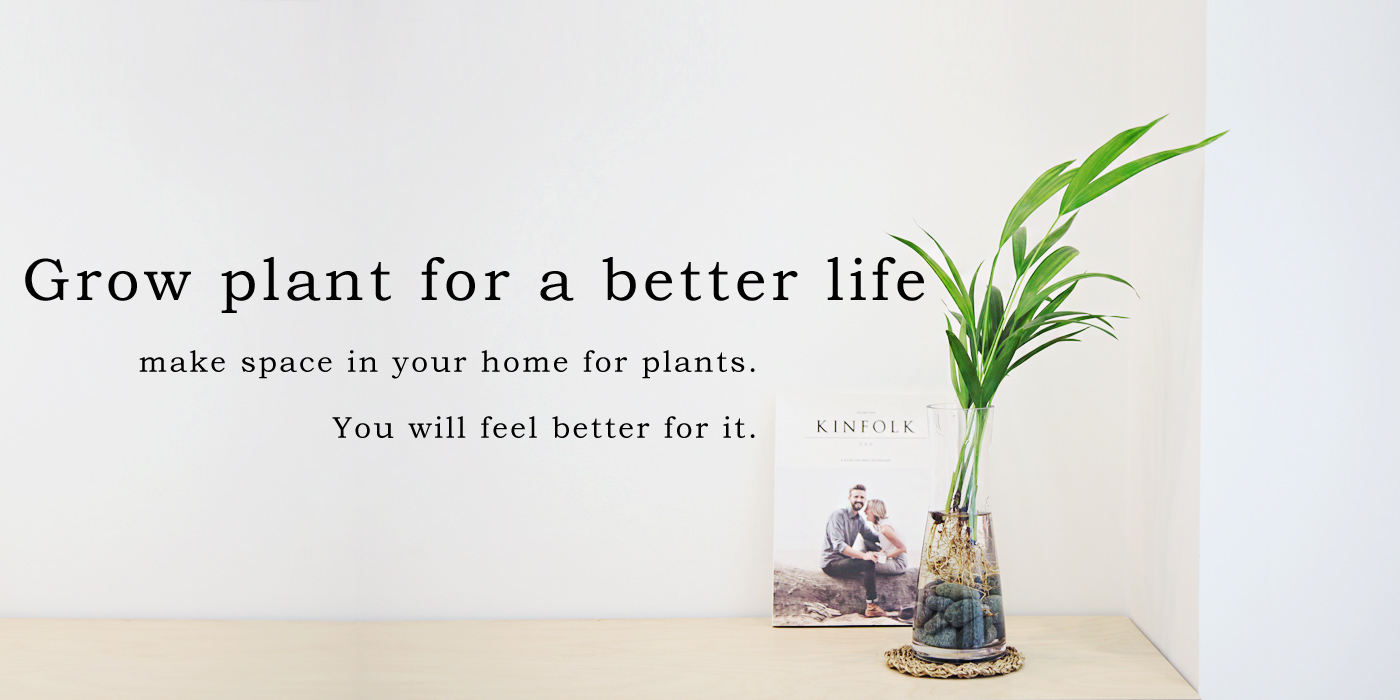 Grow plant for a better life
make space in your home for plants.
You will feel better for it.
KINFOLK